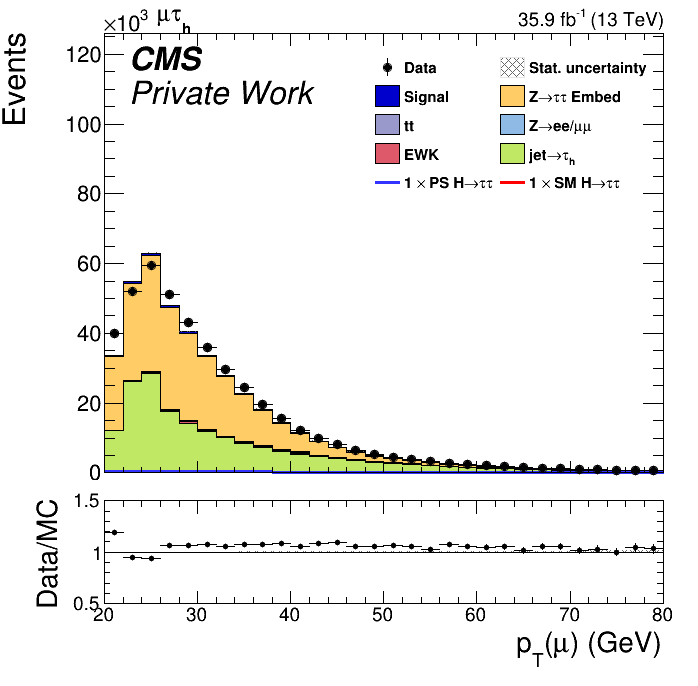 ×10³ μτₕ 35.9 fb⁻¹ (13 TeV)
Events
CMS
Private Work
Data
Stat. uncertainty
Signal
Z→ττ Embed
tt
Z→ee/μμ
EWK
jet→τₕ
1 × PS H→ττ
1 × SM H→ττ
120
100
80
60
40
20
0
Data/MC
1.5
1
0.5
20 30 40 50 60 70 80
p_T(μ) (GeV)